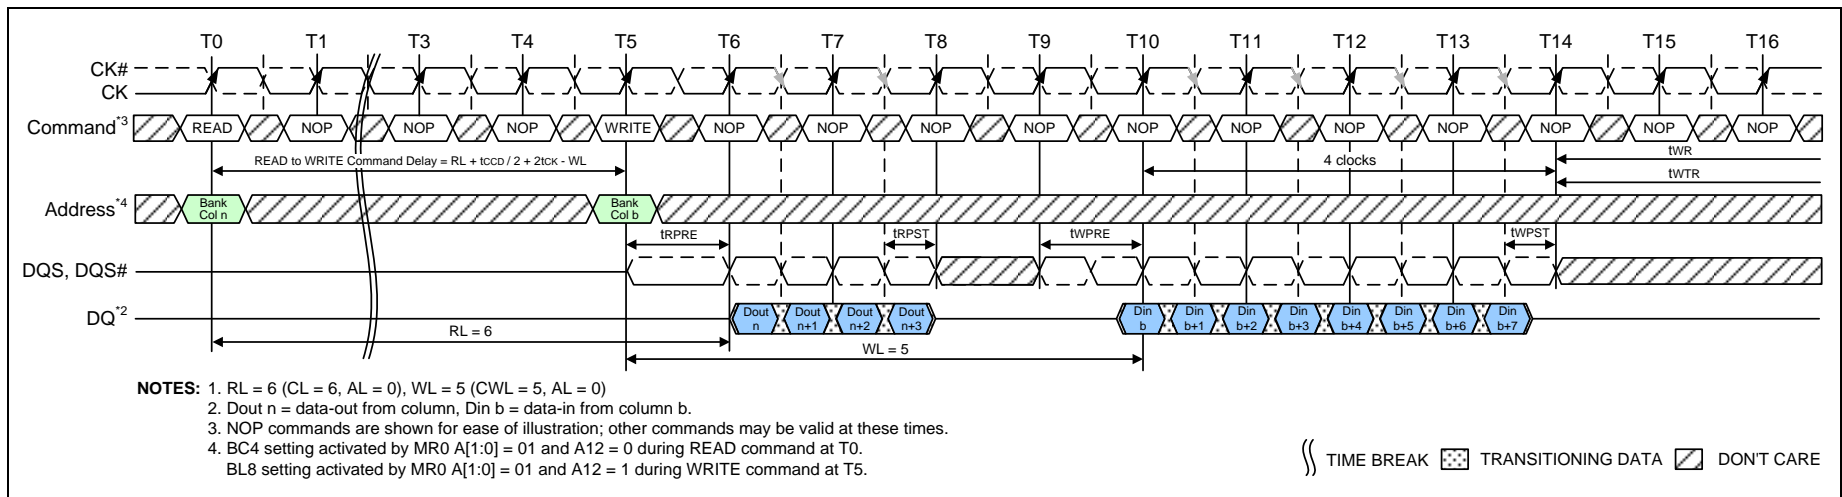 T0 T1 T3 T4 T5 T6 T7 T8 T9 T10 T11 T12 T13 T14 T15 T16
CK#
CK
Command*3 READ NOP NOP NOP WRITE NOP NOP NOP NOP NOP NOP NOP NOP NOP NOP NOP
READ to WRITE Command Delay = RL + tCCD / 2 + 2tCK - WL
4 clocks
tWR
tWTR
Address*4
Bank Col n
Bank Col b
tRPRE tRPST tWPRE tWPST
DQS, DQS#
DQ*2
Dout n Dout n+1 Dout n+2 Dout n+3 Din b Din b+1 Din b+2 Din b+3 Din b+4 Din b+5 Din b+6 Din b+7
RL = 6
WL = 5
NOTES: 1. RL = 6 (CL = 6, AL = 0), WL = 5 (CWL = 5, AL = 0)
2. Dout n = data-out from column, Din b = data-in from column b.
3. NOP commands are shown for ease of illustration; other commands may be valid at these times.
4. BC4 setting activated by MR0 A[1:0] = 01 and A12 = 0 during READ command at T0.
BL8 setting activated by MR0 A[1:0] = 01 and A12 = 1 during WRITE command at T5.
TIME BREAK TRANSITIONING DATA DON'T CARE